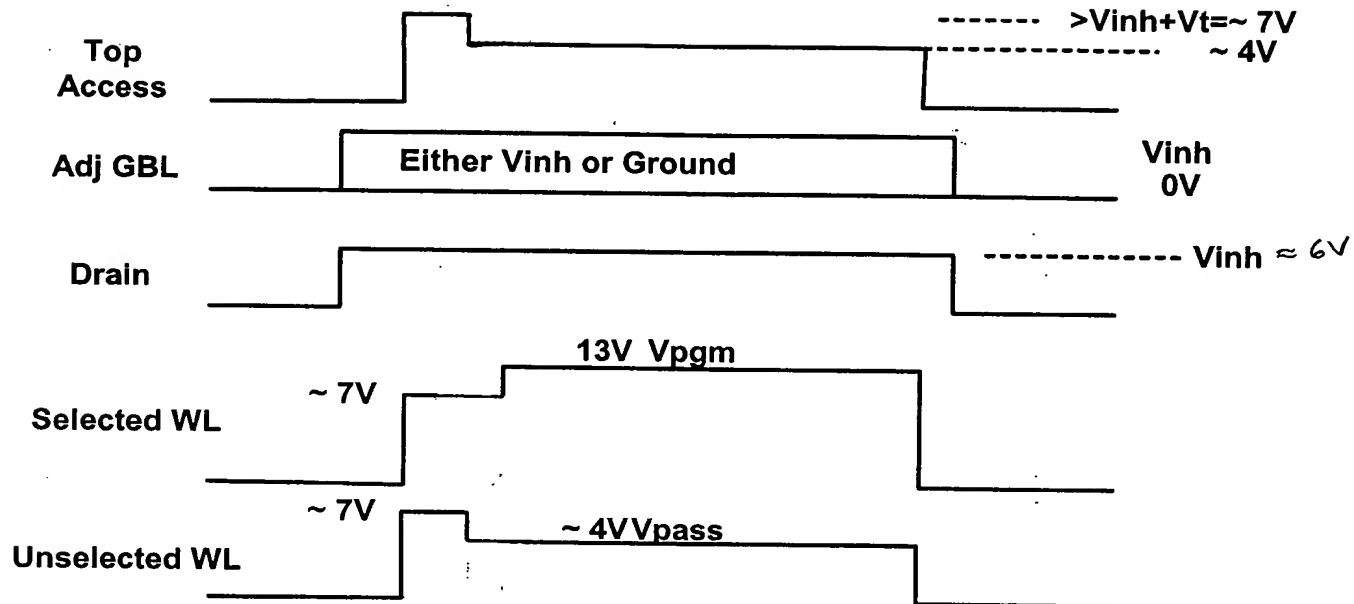 >Vinh+Vt=~ 7V
Top
Access
~ 4V
Adj GBL
Either Vinh or Ground
Vinh
0V
Drain
Vinh ≈ 6V
13V Vpgm
~ 7V
Selected WL
~ 7V
~ 4VVpass
Unselected WL